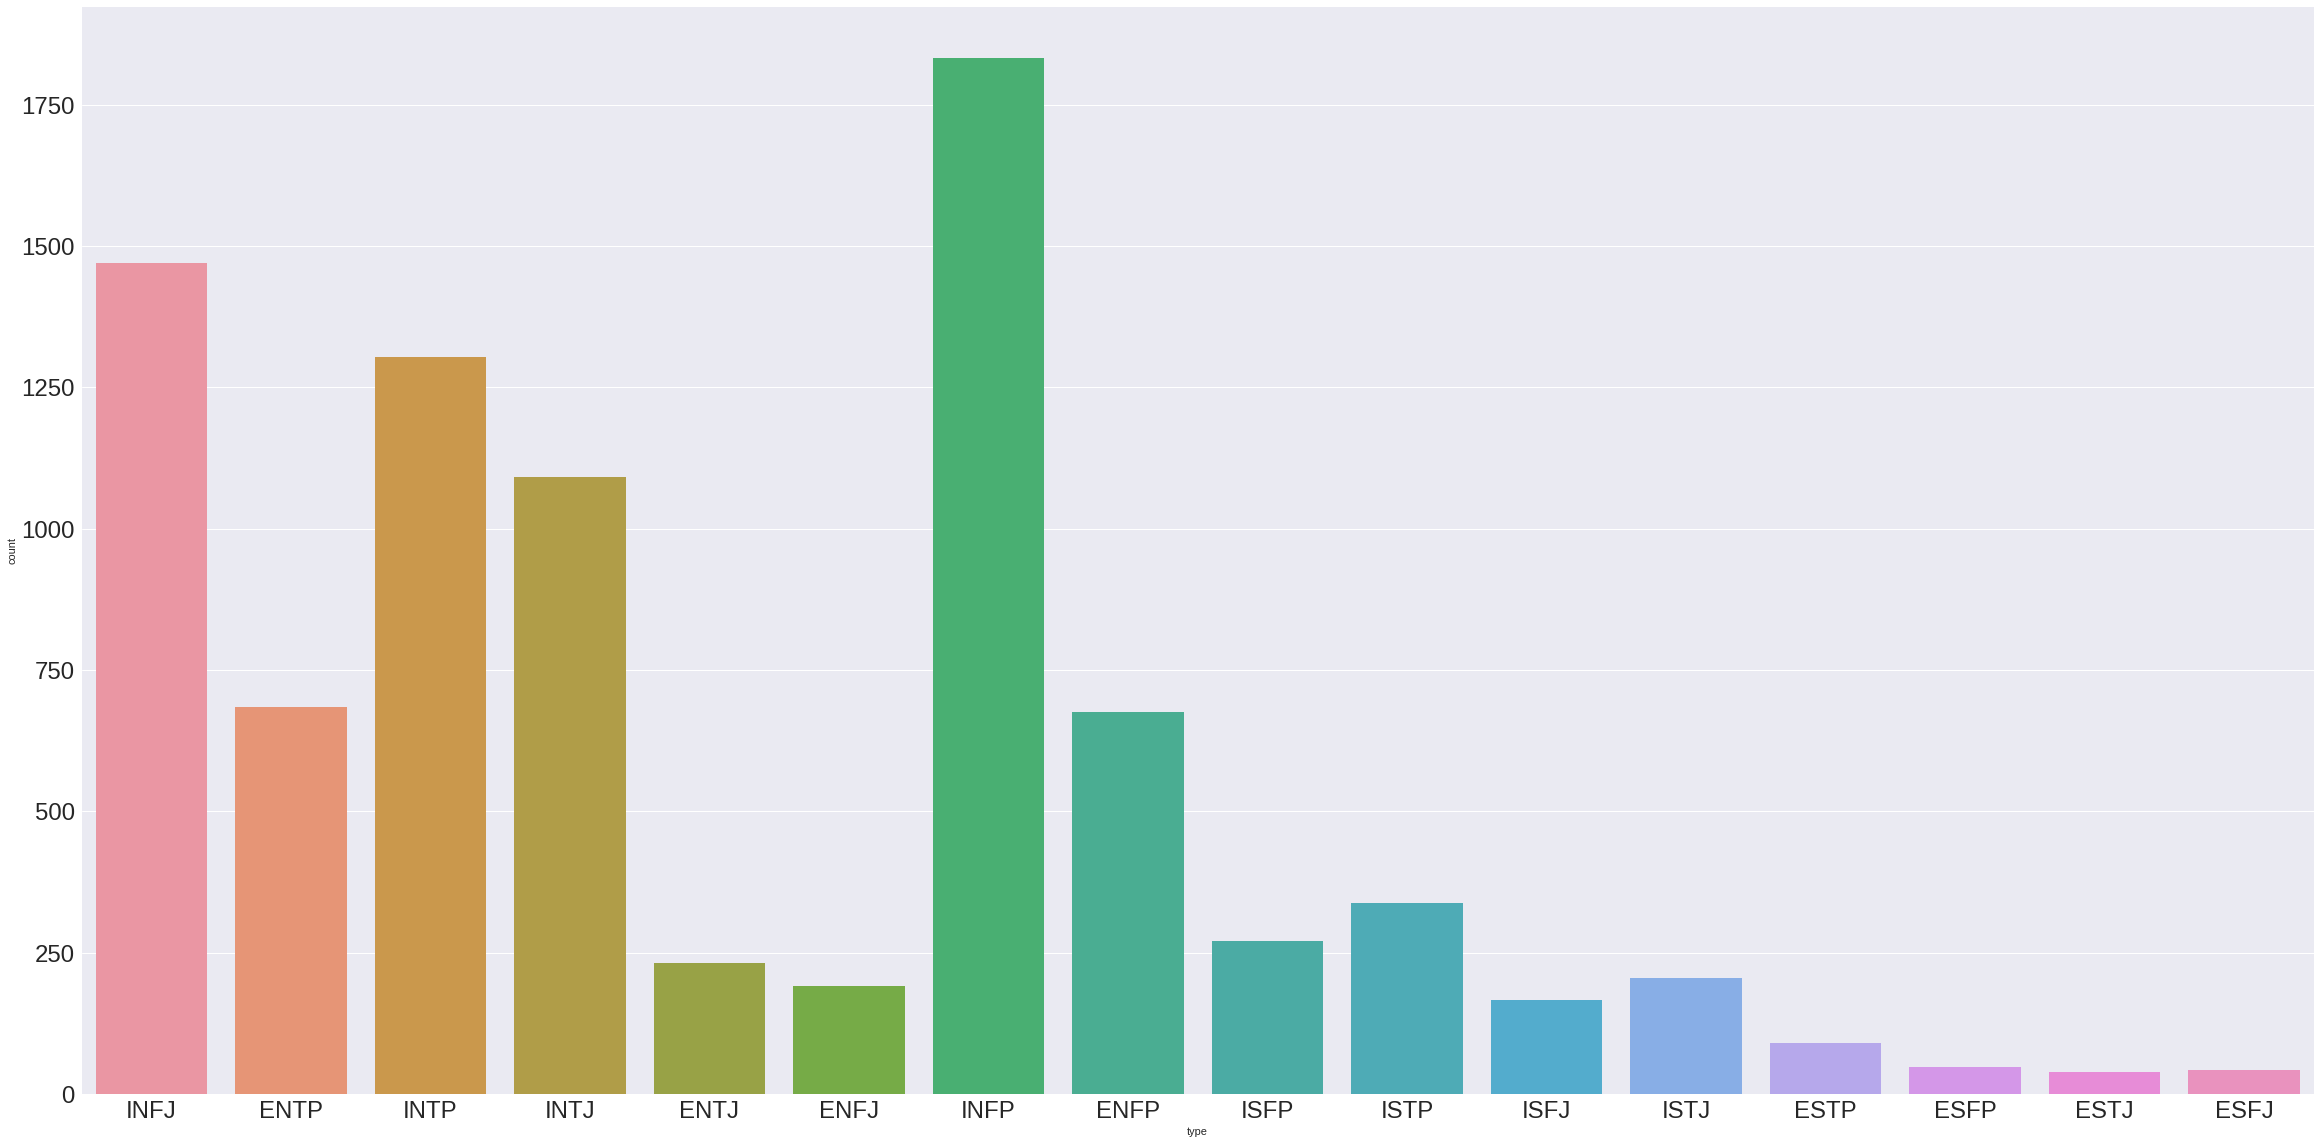 1750
1500
1250
1000
750
500
250
0
count
INFJ ENTP INTP INTJ ENTJ ENFJ INFP ENFP ISFP ISTP ISFJ ISTJ ESTP ESFP ESTJ ESFJ
type